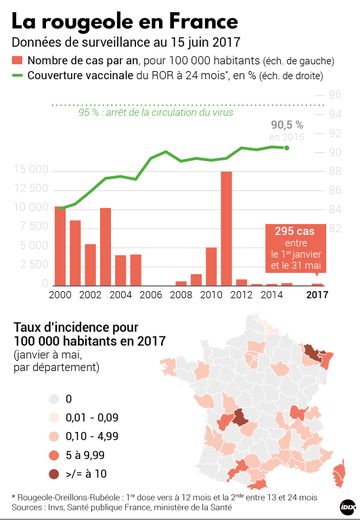 La rougeole en France
Données de surveillance au 15 juin 2017
Nombre de cas par an, pour 100 000 habitants (éch. de gauche)
Couverture vaccinale du ROR à 24 mois*, en % (éch. de droite)
96
95 % : arrêt de la circulation du virus
94
92
90,5 %
en 2015
90
15 000
88
12 500
10 000
86
7 500
84
5 000
295 cas
entre
le 1er janvier
et le 31 mai
82
2 500
0
2000 2002 2004 2006 2008 2010 2012 2014 2017
Taux d'incidence pour
100 000 habitants en 2017
(janvier à mai,
par département)
0
0,01 - 0,09
0,10 - 4,99
5 à 9,99
>/= à 10
* Rougeole-Oreillons-Rubéole : 1re dose vers à 12 mois et la 2nde entre 13 et 24 mois
Sources : Invs, Santé publique France, ministère de la Santé
IDIX